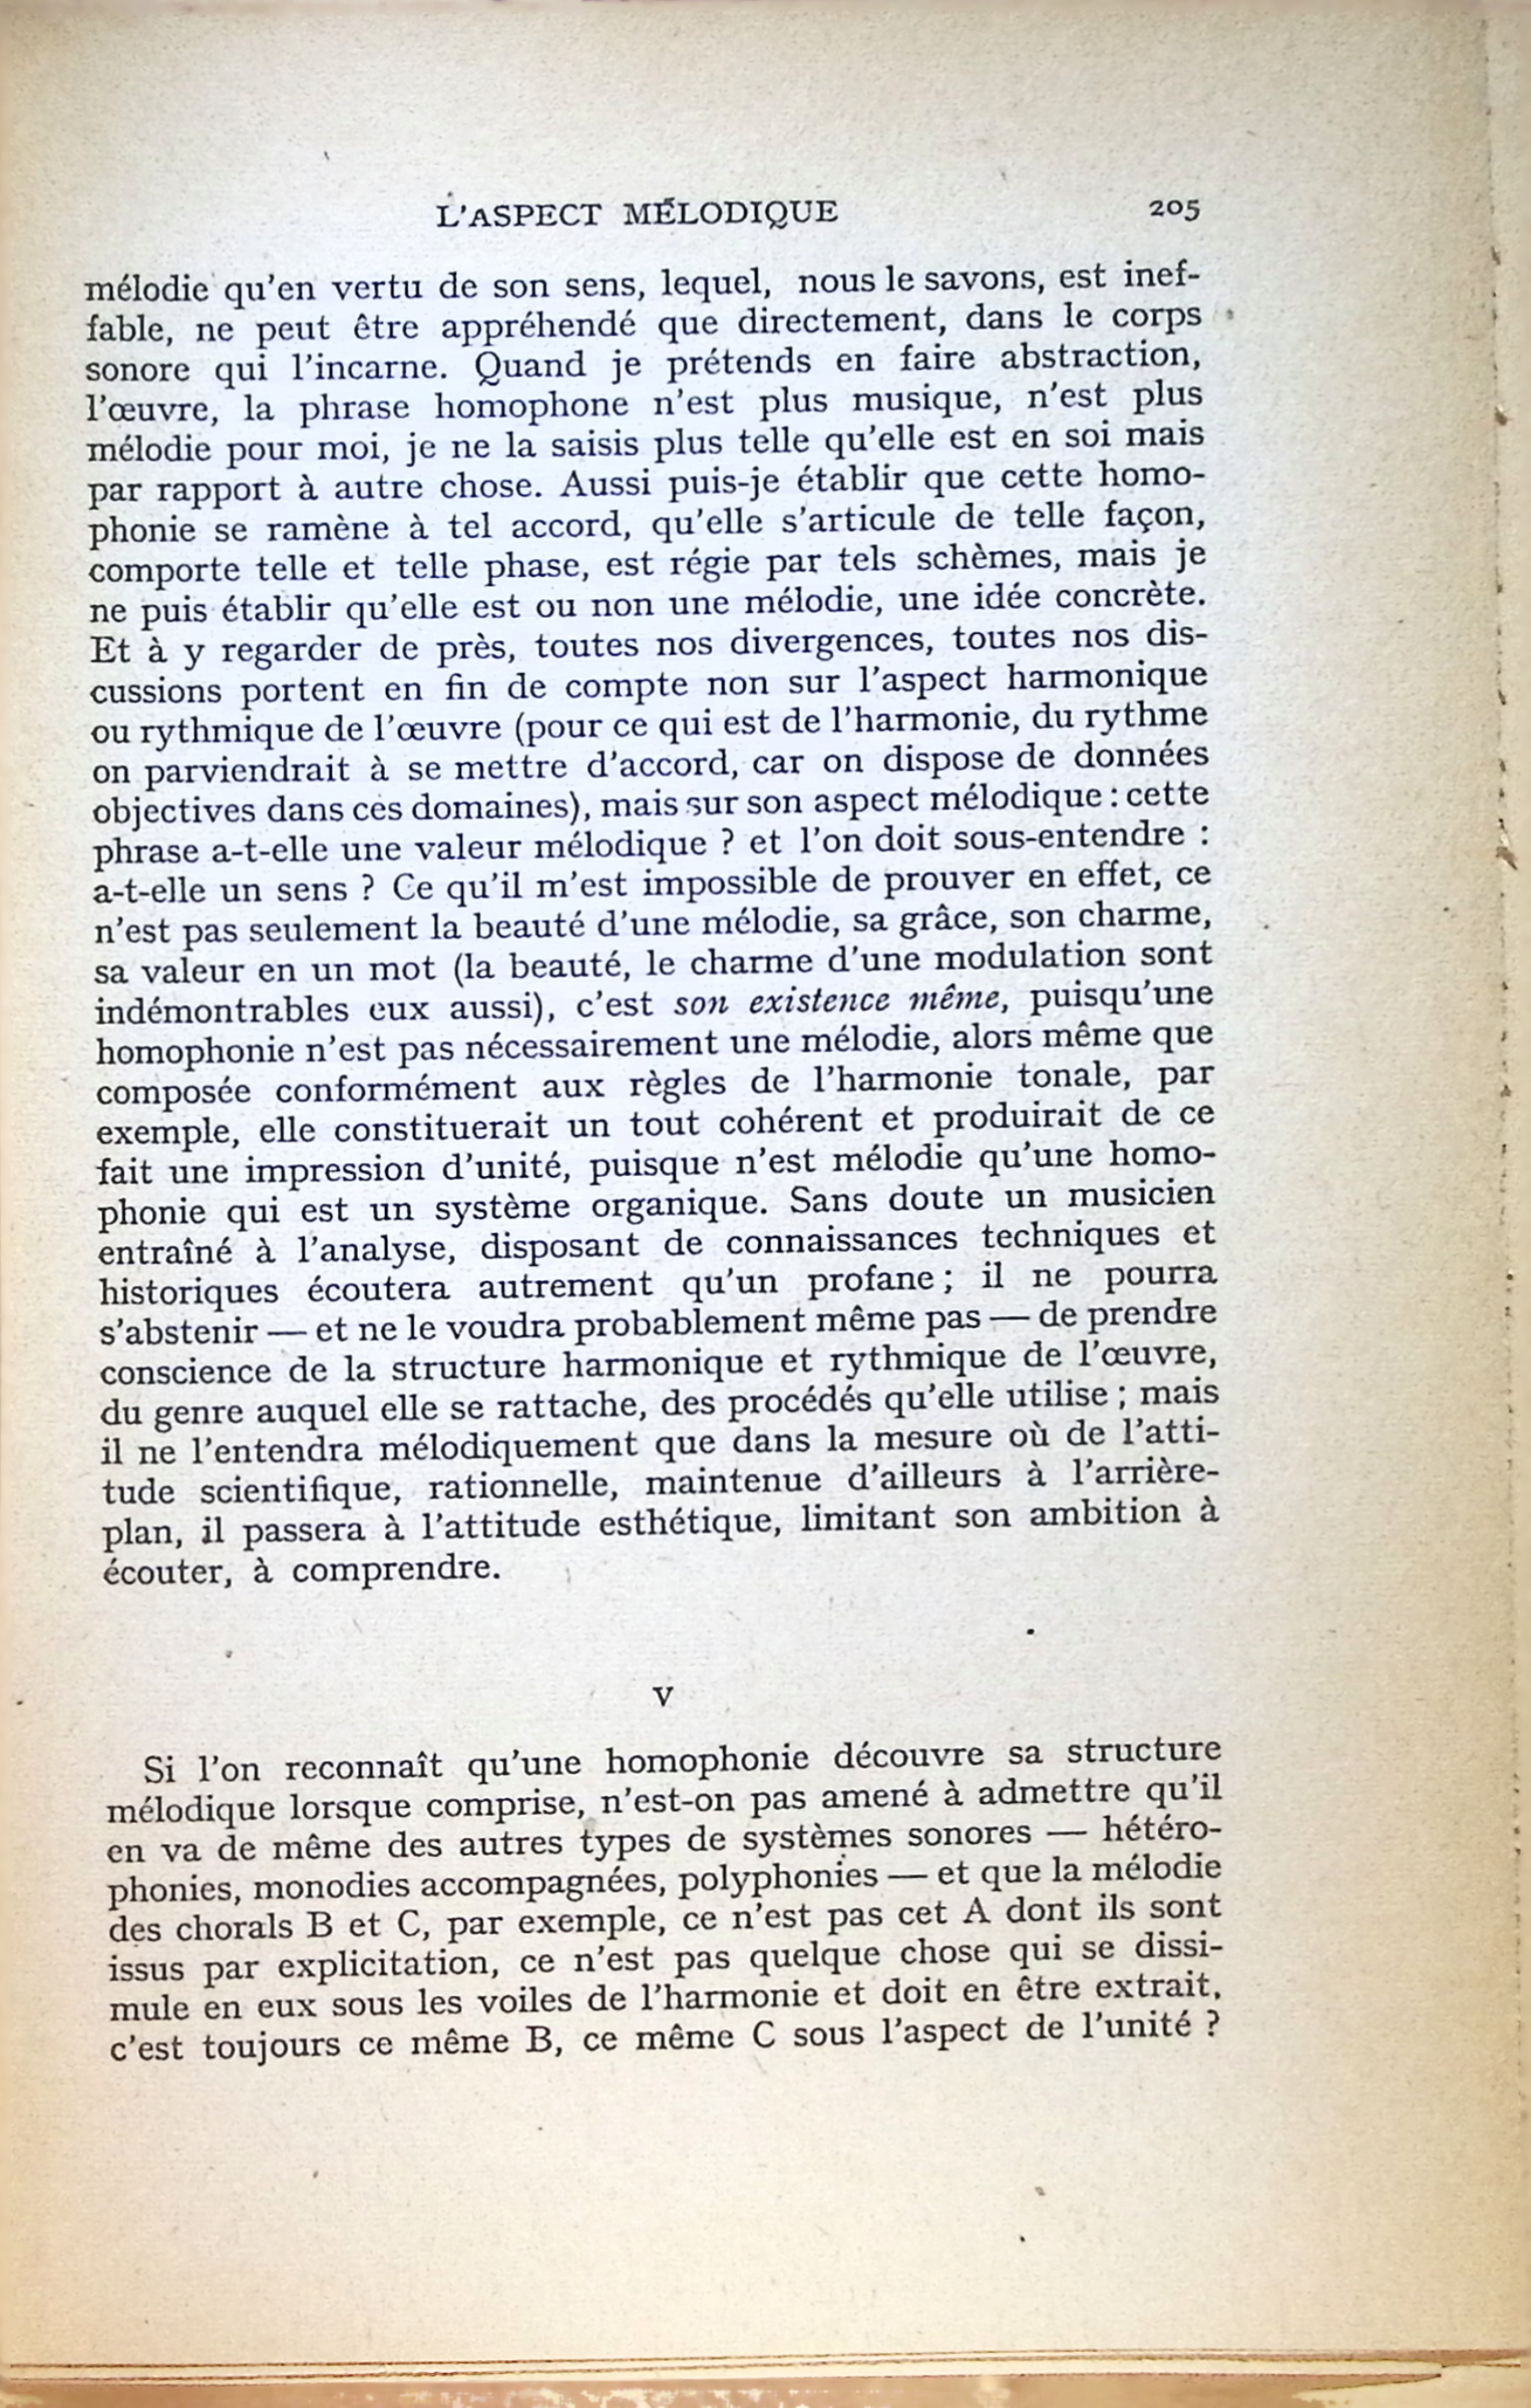 L'ASPECT MÉLODIQUE 205
mélodie qu'en vertu de son sens, lequel, nous le savons, est inef-
fable, ne peut être appréhendé que directement, dans le corps
sonore qui l'incarne. Quand je prétends en faire abstraction,
l'œuvre, la phrase homophone n'est plus musique, n'est plus
mélodie pour moi, je ne la saisis plus telle qu'elle est en soi mais
par rapport à autre chose. Aussi puis-je établir que cette homo-
phonie se ramène à tel accord, qu'elle s'articule de telle façon,
comporte telle et telle phase, est régie par tels schèmes, mais je
ne puis établir qu'elle est ou non une mélodie, une idée concrète.
Et à y regarder de près, toutes nos divergences, toutes nos dis-
cussions portent en fin de compte non sur l'aspect harmonique
ou rythmique de l'œuvre (pour ce qui est de l'harmonie, du rythme
on parviendrait à se mettre d'accord, car on dispose de données
objectives dans ces domaines), mais sur son aspect mélodique : cette
phrase a-t-elle une valeur mélodique ? et l'on doit sous-entendre :
a-t-elle un sens ? Ce qu'il m'est impossible de prouver en effet, ce
n'est pas seulement la beauté d'une mélodie, sa grâce, son charme,
sa valeur en un mot (la beauté, le charme d'une modulation sont
indémontrables eux aussi), c'est son existence même, puisqu'une
homophonie n'est pas nécessairement une mélodie, alors même que
composée conformément aux règles de l'harmonie tonale, par
exemple, elle constituerait un tout cohérent et produirait de ce
fait une impression d'unité, puisque n'est mélodie qu'une homo-
phonie qui est un système organique. Sans doute un musicien
entraîné à l'analyse, disposant de connaissances techniques et
historiques écoutera autrement qu'un profane ; il ne pourra
s'abstenir — et ne le voudra probablement même pas — de prendre
conscience de la structure harmonique et rythmique de l'œuvre,
du genre auquel elle se rattache, des procédés qu'elle utilise ; mais
il ne l'entendra mélodiquement que dans la mesure où de l'atti-
tude scientifique, rationnelle, maintenue d'ailleurs à l'arrière-
plan, il passera à l'attitude esthétique, limitant son ambition à
écouter, à comprendre.
V
Si l'on reconnaît qu'une homophonie découvre sa structure
mélodique lorsque comprise, n'est-on pas amené à admettre qu'il
en va de même des autres types de systèmes sonores — hétéro-
phonies, monodies accompagnées, polyphonies — et que la mélodie
des chorals B et C, par exemple, ce n'est pas cet A dont ils sont
issus par explicitation, ce n'est pas quelque chose qui se dissi-
mule en eux sous les voiles de l'harmonie et doit en être extrait,
c'est toujours ce même B, ce même C sous l'aspect de l'unité ?